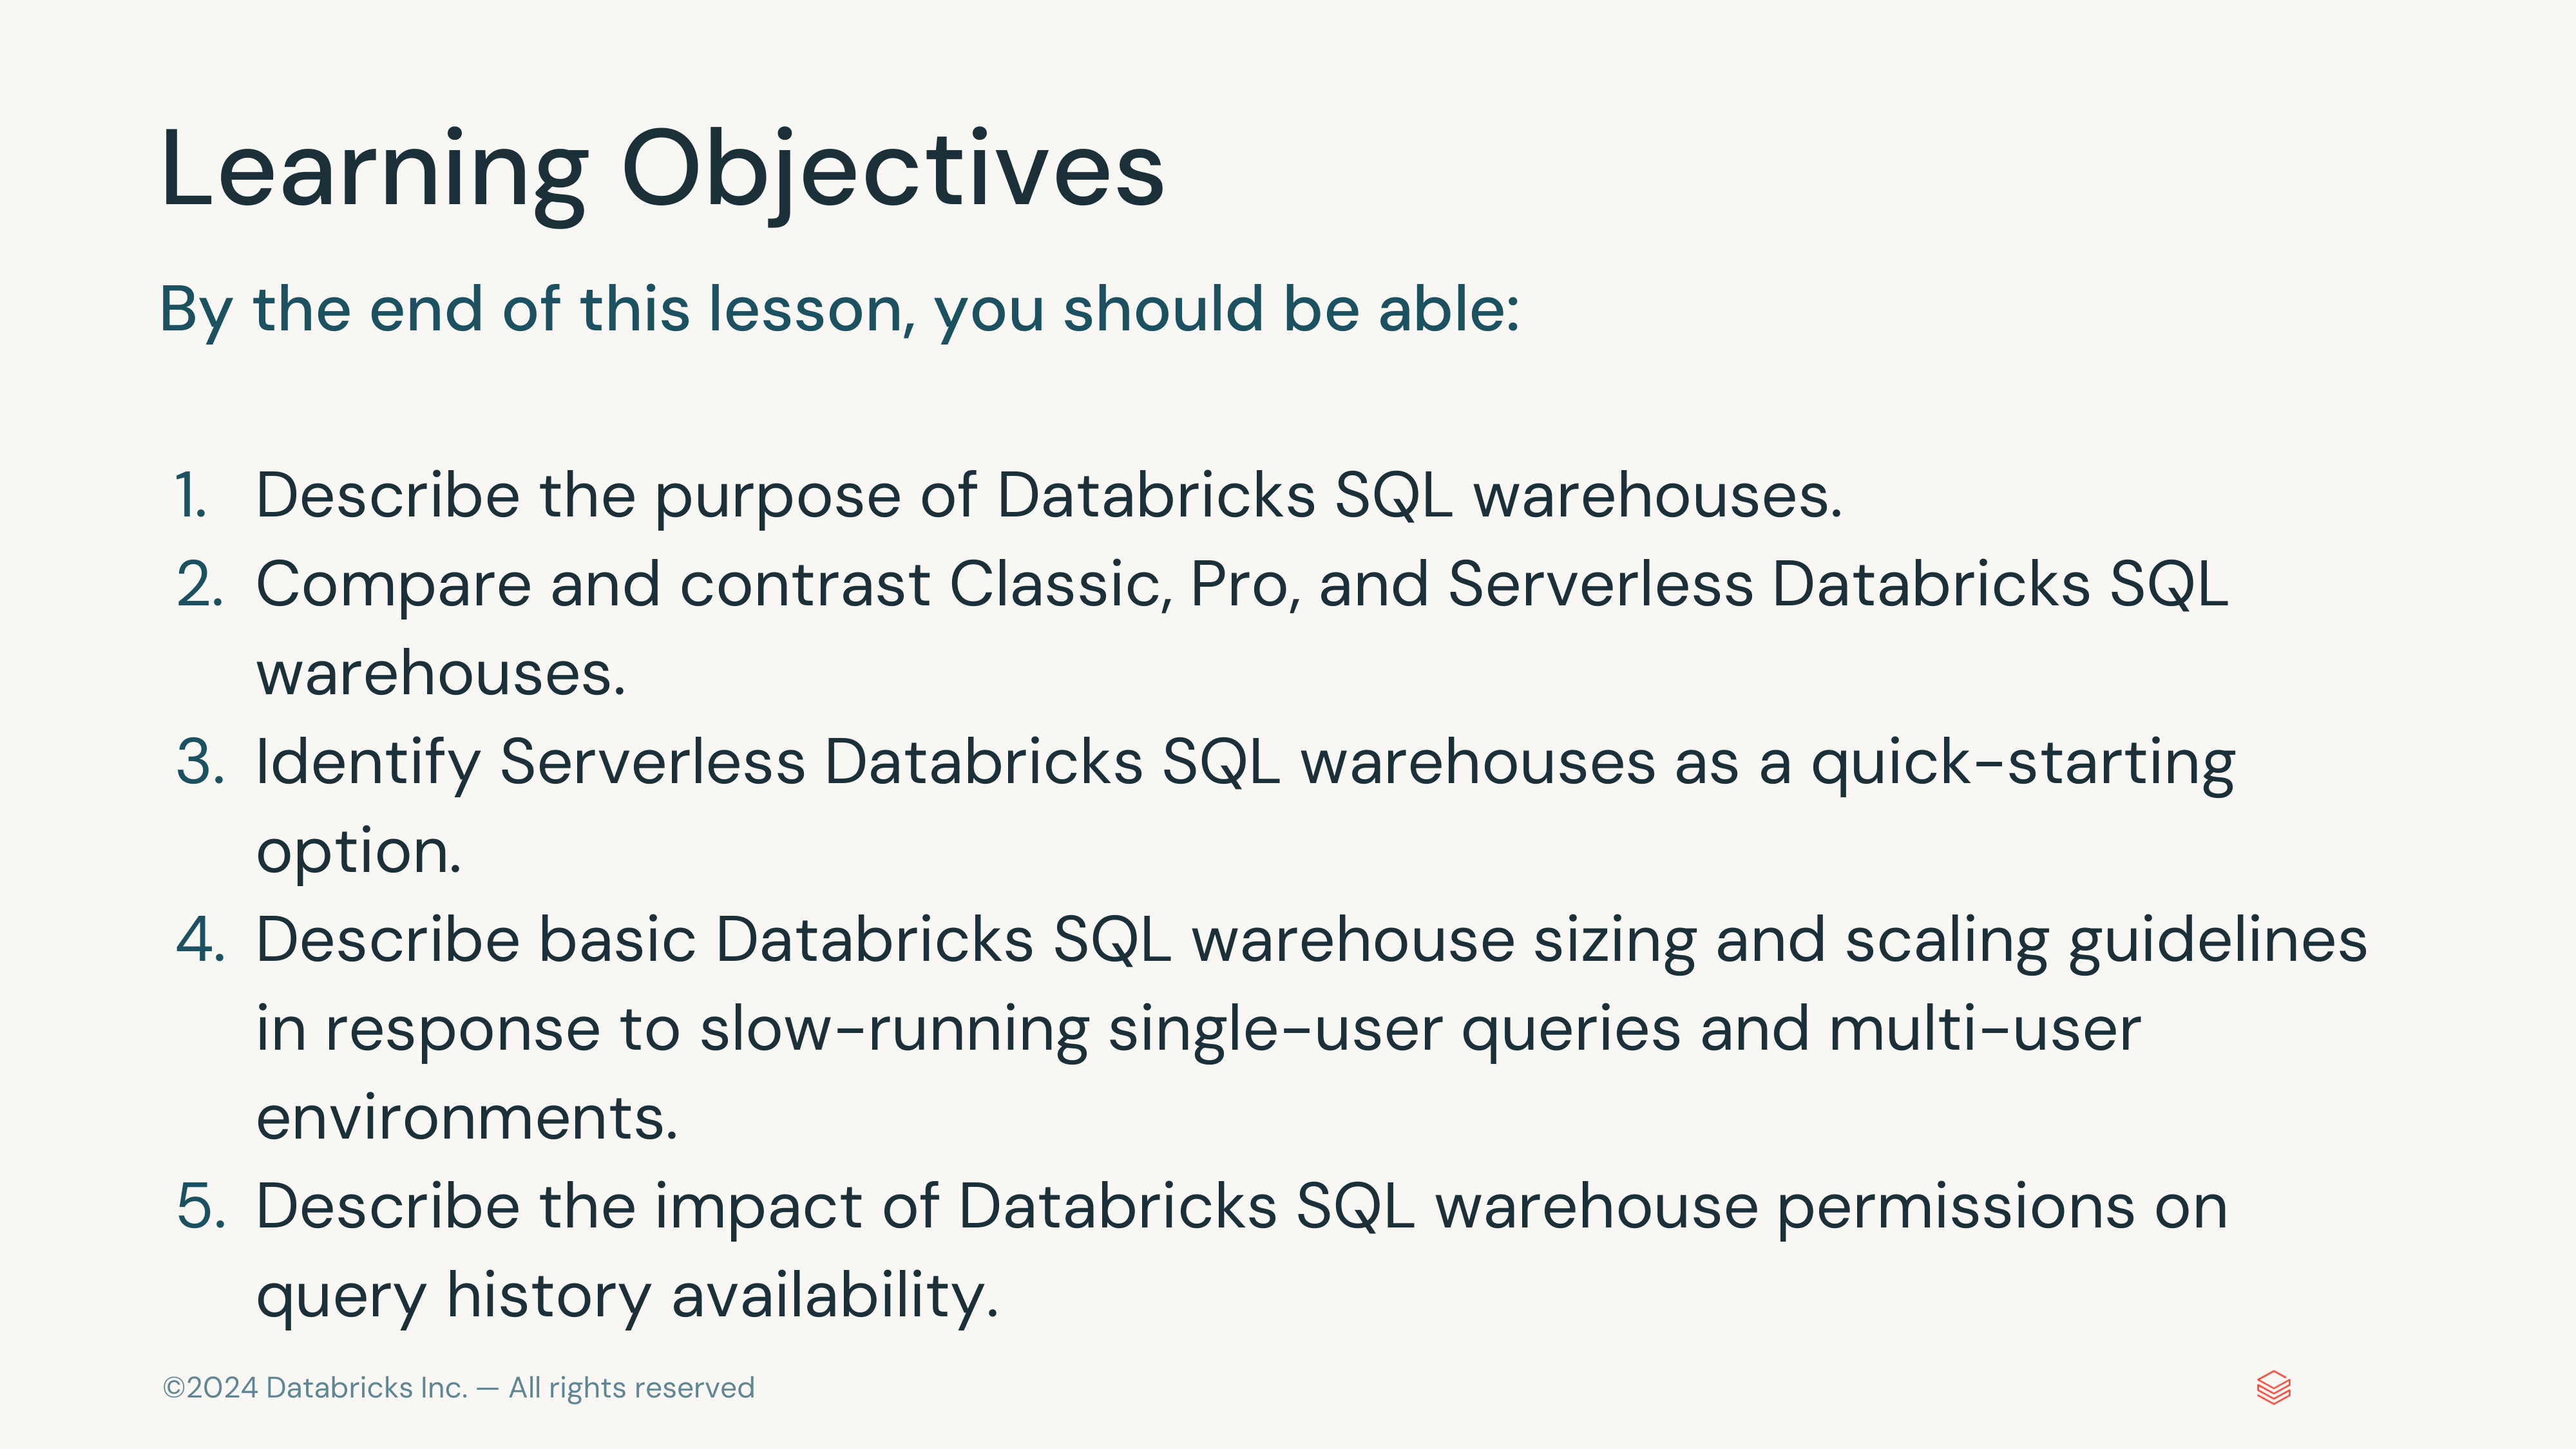 Learning Objectives
By the end of this lesson, you should be able:
1. Describe the purpose of Databricks SQL warehouses.
2. Compare and contrast Classic, Pro, and Serverless Databricks SQL
warehouses.
3. Identify Serverless Databricks SQL warehouses as a quick-starting
option.
4. Describe basic Databricks SQL warehouse sizing and scaling guidelines
in response to slow-running single-user queries and multi-user
environments.
5. Describe the impact of Databricks SQL warehouse permissions on
query history availability.
©2024 Databricks Inc. — All rights reserved